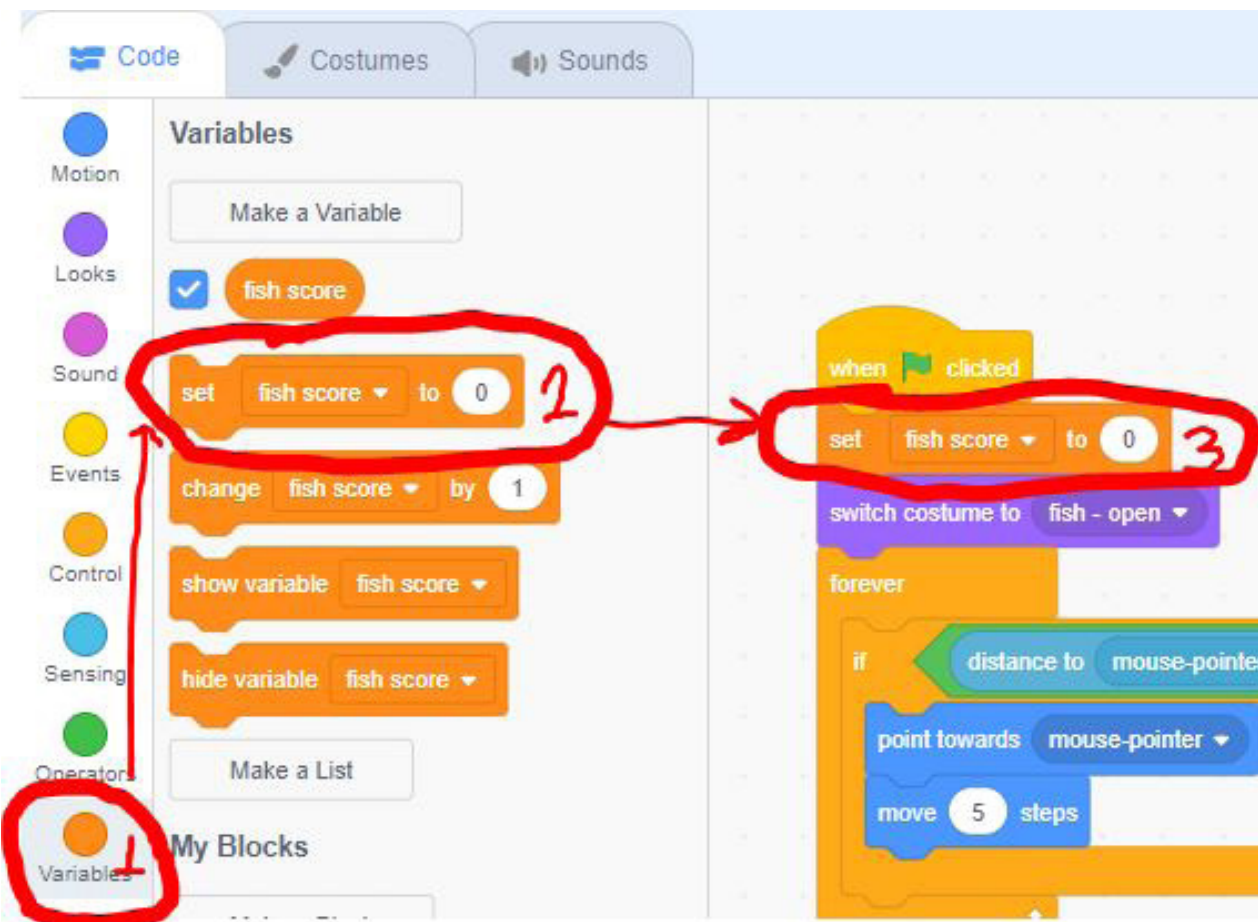 Code
Costumes
Sounds
Motion
Looks
Sound
Events
Control
Sensing
Operators
Variables
1
Variables
Make a Variable
fish score
set fish score to 0
2
change fish score by 1
show variable fish score
hide variable fish score
Make a List
My Blocks
when clicked
set fish score to 0
3
switch costume to fish - open
forever
if distance to mouse-pointe
point towards mouse-pointer
move 5 steps